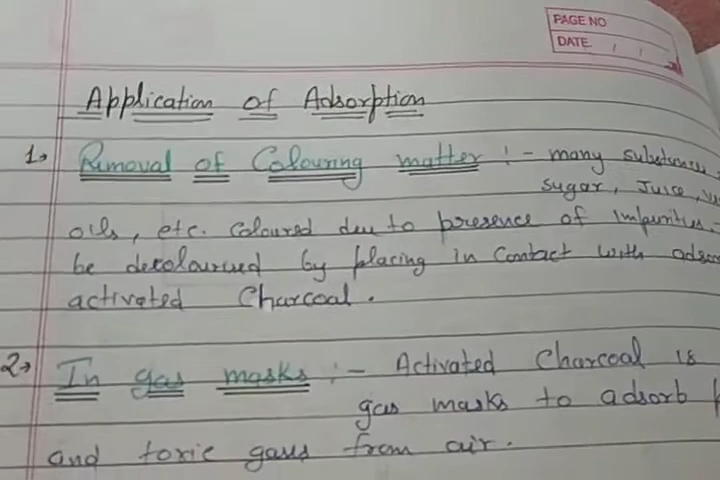 PAGE NO
DATE / /
Application of Adsorption
1→ Removal of Colouring matter :- many
sugar, Juice,
oils, etc. coloured due to presence of impurities
be decolourised by placing in contact with
activated Charcoal.
2→ In gas masks :- Activated Charcoal is
gas masks to adsorb
and toxic gases from air.